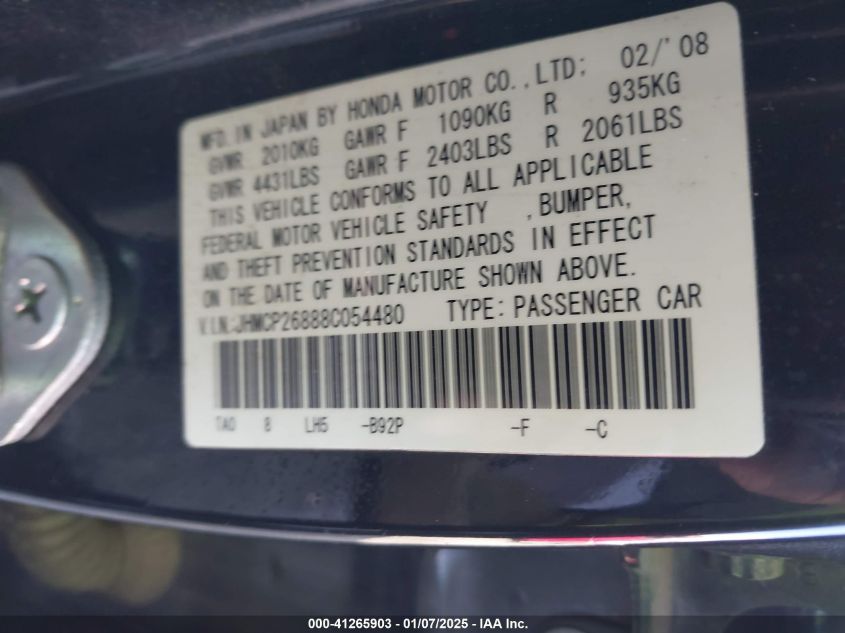 MFD. IN JAPAN BY HONDA MOTOR CO., LTD; 02/'08
GVWR 2010KG GAWR F 1090KG R 935KG
GVWR 4431LBS GAWR F 2403LBS R 2061LBS
THIS VEHICLE CONFORMS TO ALL APPLICABLE
FEDERAL MOTOR VEHICLE SAFETY , BUMPER,
AND THEFT PREVENTION STANDARDS IN EFFECT
ON THE DATE OF MANUFACTURE SHOWN ABOVE.
V.I.N:JHMCP26888C054480 TYPE: PASSENGER CAR
TA0 8 LH5 -B92P -F -C
000-41265903 - 01/07/2025 - IAA Inc.